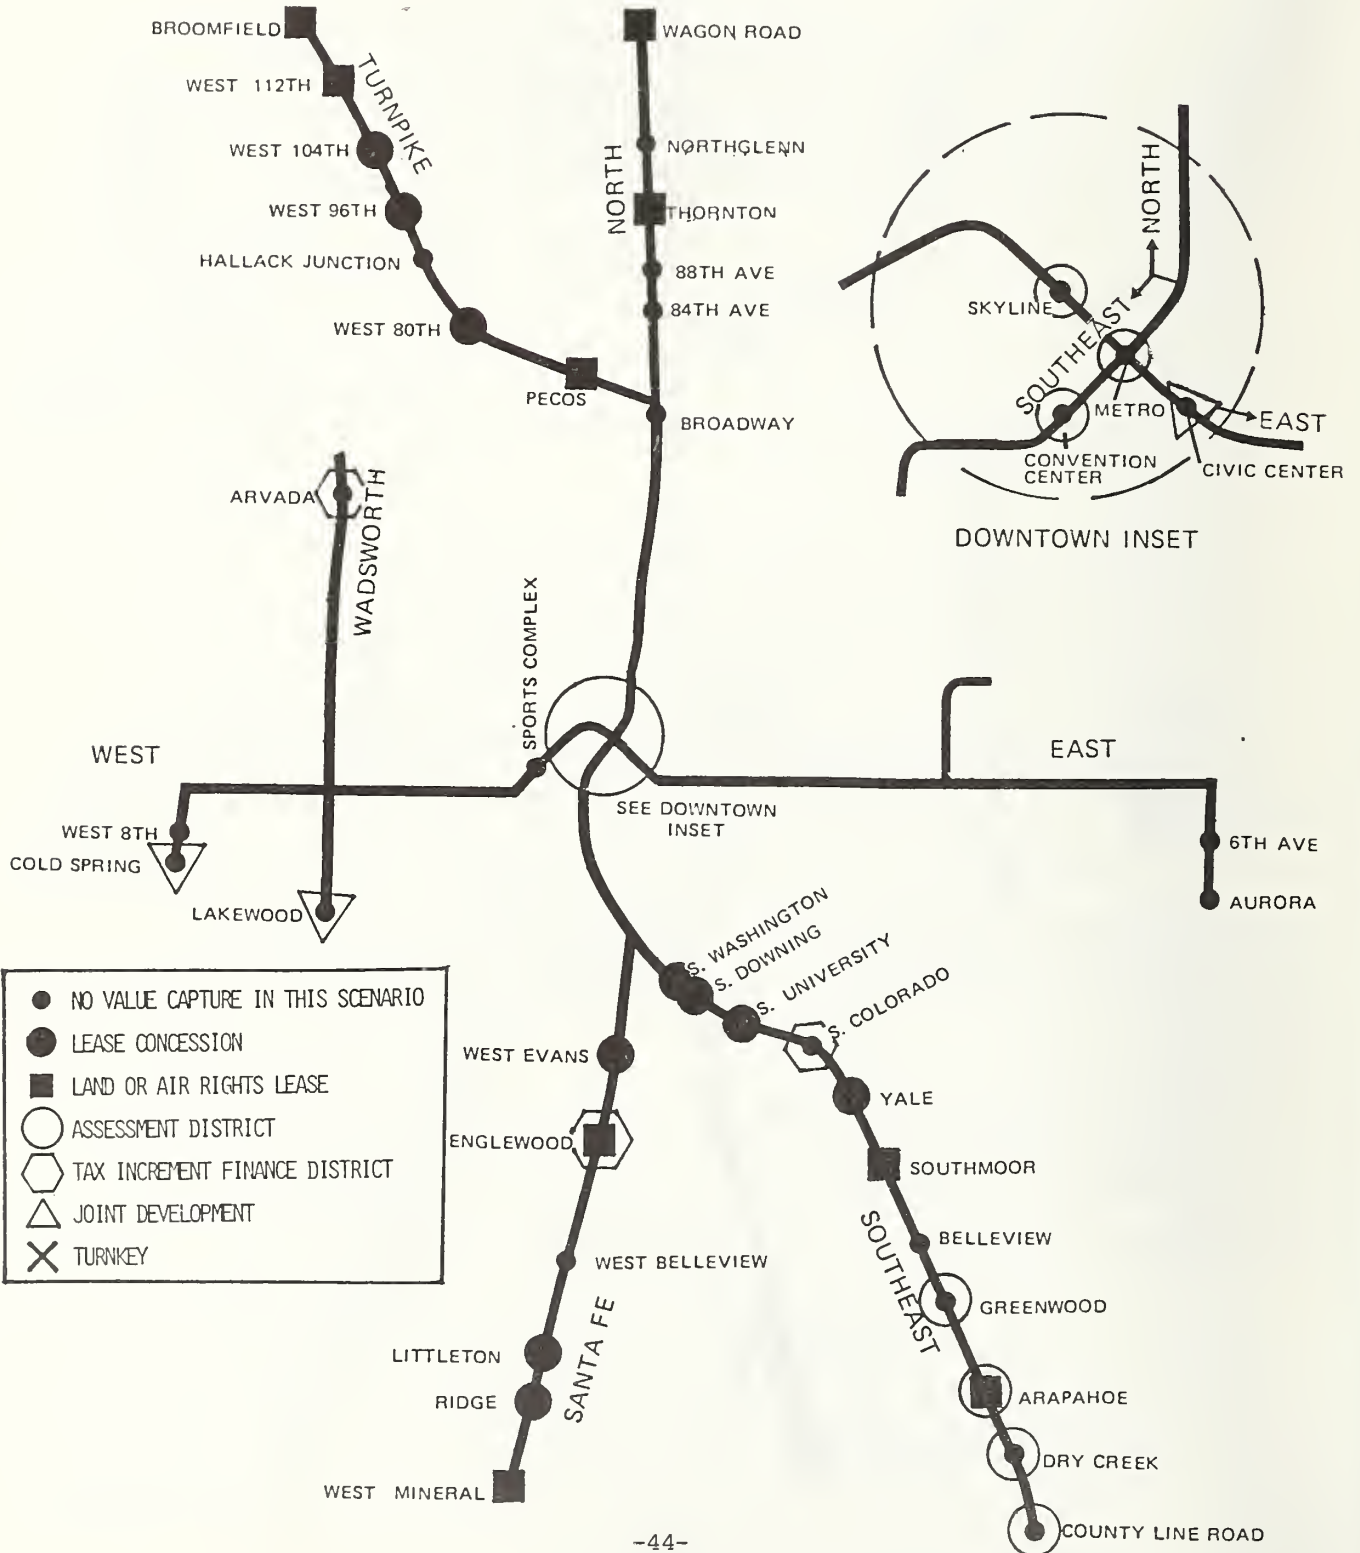 BROOMFIELD
WEST 112TH
TURNPIKE
WEST 104TH
WEST 96TH
HALLACK JUNCTION
WEST 80TH
PECOS
WAGON ROAD
NORTHGLENN
NORTH
THORNTON
88TH AVE
84TH AVE
BROADWAY
NORTH
SKYLINE
SOUTHEAST
METRO
EAST
CONVENTION
CENTER
CIVIC CENTER
DOWNTOWN INSET
ARVADA
WADSWORTH
SPORTS COMPLEX
WEST
EAST
SEE DOWNTOWN
INSET
WEST 8TH
COLD SPRING
LAKEWOOD
6TH AVE
AURORA
NO VALUE CAPTURE IN THIS SCENARIO
LEASE CONCESSION
LAND OR AIR RIGHTS LEASE
ASSESSMENT DISTRICT
TAX INCREMENT FINANCE DISTRICT
JOINT DEVELOPMENT
TURNKEY
S. WASHINGTON
S. DOWNING
S. UNIVERSITY
S. COLORADO
WEST EVANS
YALE
ENGLEWOOD
SOUTHMOOR
WEST BELLEVIEW
BELLEVIEW
SOUTHEAST
GREENWOOD
LITTLETON
SANTA FE
RIDGE
ARAPAHOE
DRY CREEK
WEST MINERAL
COUNTY LINE ROAD
-44-